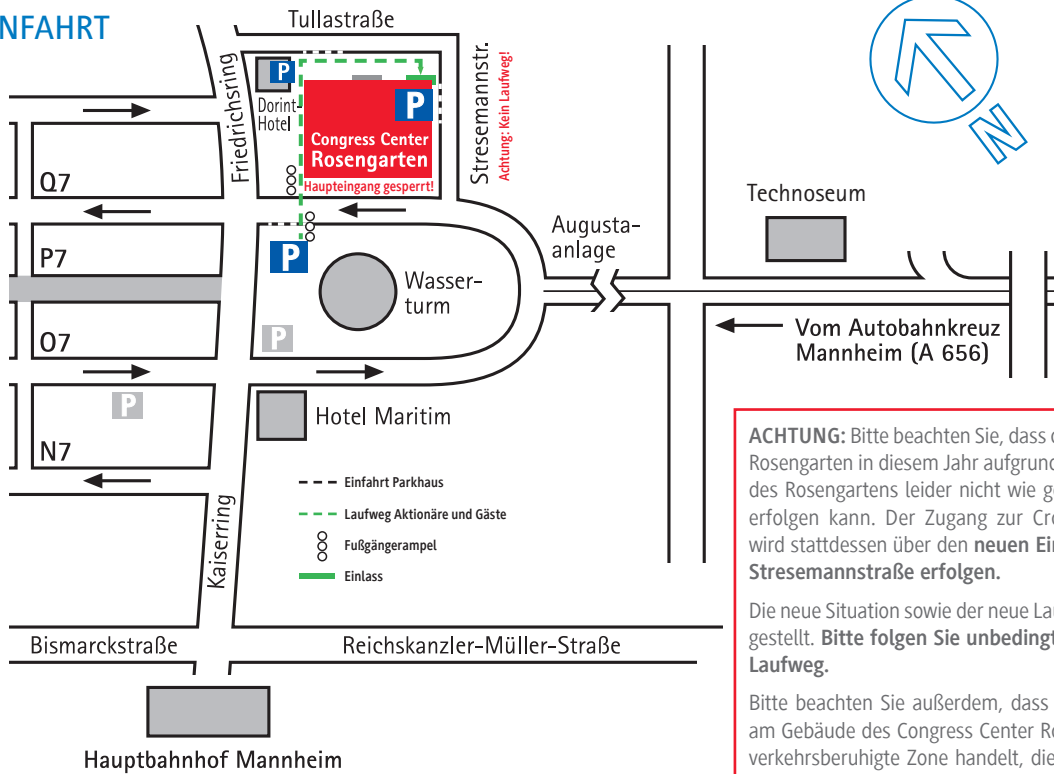 NFAHRT
Tullastraße
Friedrichsring
P
Dorint-
Hotel
P
Congress Center
Rosengarten
Haupteingang gesperrt!
Stresemannstr.
Achtung: Kein Laufweg!
N
Q7
Technoseum
Augusta-
anlage
P7
P
Wasser-
turm
O7
P
Vom Autobahnkreuz
Mannheim (A 656)
P
Hotel Maritim
N7
Kaiserring
Einfahrt Parkhaus
Laufweg Aktionäre und Gäste
Fußgängerampel
Einlass
Bismarckstraße
Reichskanzler-Müller-Straße
Hauptbahnhof Mannheim
ACHTUNG: Bitte beachten Sie, dass
Rosengarten in diesem Jahr aufgrund
des Rosengartens leider nicht wie
erfolgen kann. Der Zugang zur
wird stattdessen über den neuen
Stresemannstraße erfolgen.
Die neue Situation sowie der neue
gestellt. Bitte folgen Sie unbedingt
Laufweg.
Bitte beachten Sie außerdem, dass
am Gebäude des Congress Center
verkehrsberuhigte Zone handelt, die